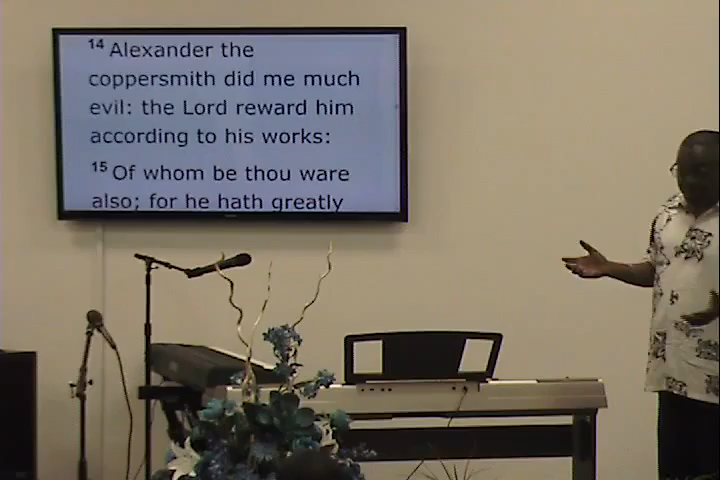 14 Alexander the
coppersmith did me much
evil: the Lord reward him
according to his works:
15 Of whom be thou ware
also; for he hath greatly